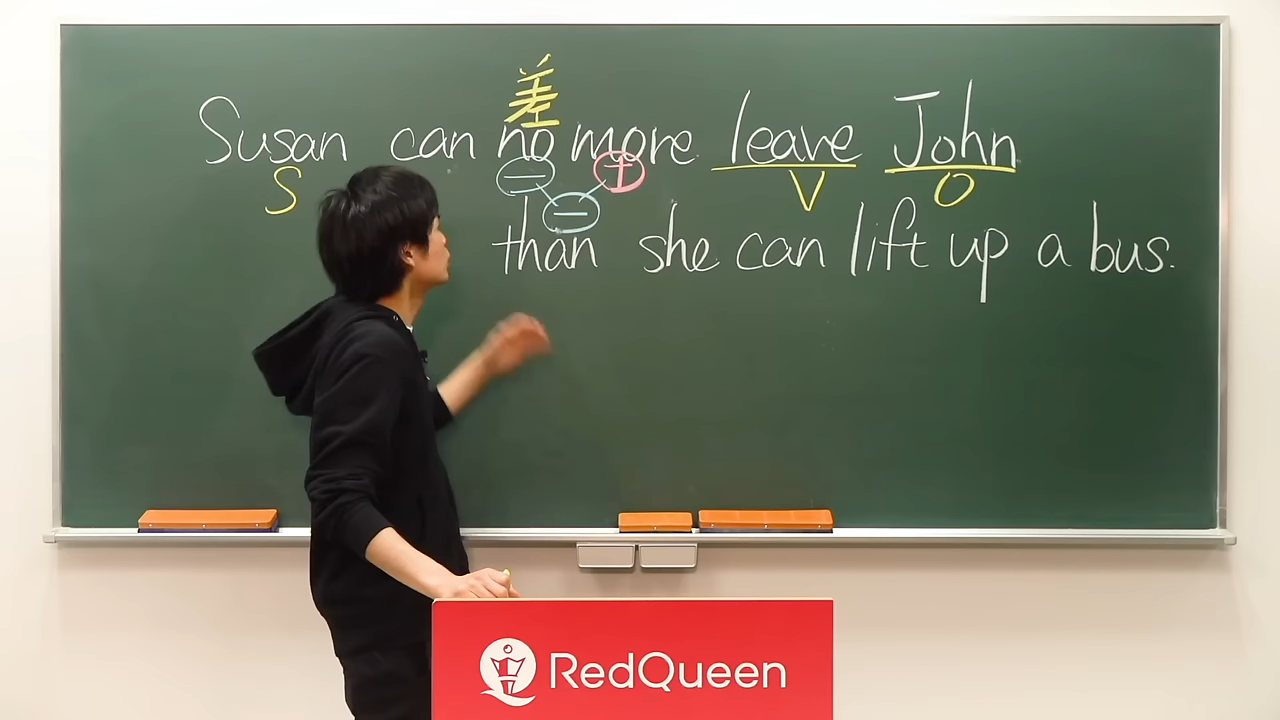 差
Susan can no more leave John
S V O
− +
−
than she can lift up a bus.
RedQueen